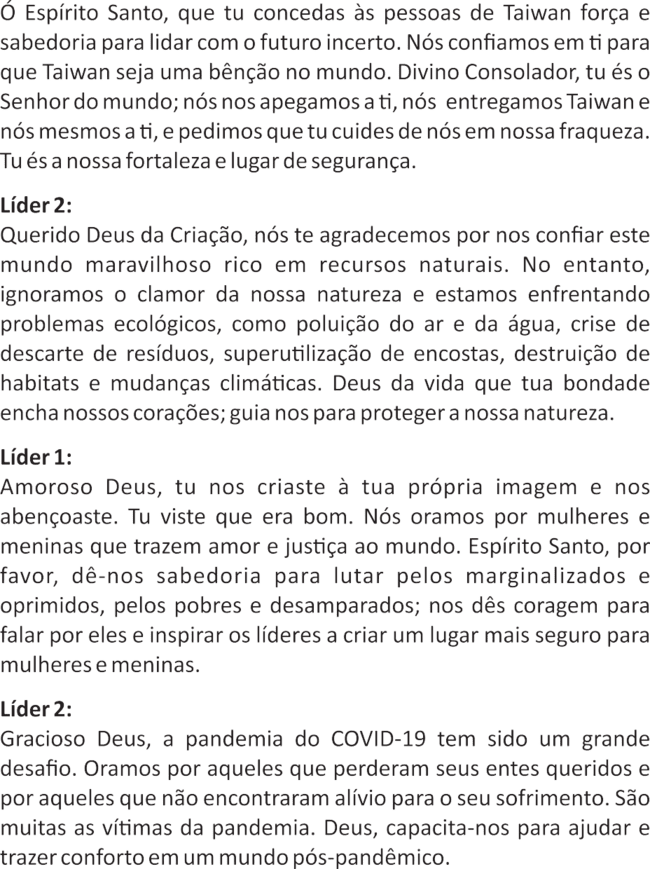 Ó Espírito Santo, que tu concedas às pessoas de Taiwan força e
sabedoria para lidar com o futuro incerto. Nós confiamos em ti para
que Taiwan seja uma bênção no mundo. Divino Consolador, tu és o
Senhor do mundo; nós nos apegamos a ti, nós entregamos Taiwan e
nós mesmos a ti, e pedimos que tu cuides de nós em nossa fraqueza.
Tu és a nossa fortaleza e lugar de segurança.
Líder 2:
Querido Deus da Criação, nós te agradecemos por nos confiar este
mundo maravilhoso rico em recursos naturais. No entanto,
ignoramos o clamor da nossa natureza e estamos enfrentando
problemas ecológicos, como poluição do ar e da água, crise de
descarte de resíduos, superutilização de encostas, destruição de
habitats e mudanças climáticas. Deus da vida que tua bondade
encha nossos corações; guia nos para proteger a nossa natureza.
Líder 1:
Amoroso Deus, tu nos criaste à tua própria imagem e nos
abençoaste. Tu viste que era bom. Nós oramos por mulheres e
meninas que trazem amor e justiça ao mundo. Espírito Santo, por
favor, dê-nos sabedoria para lutar pelos marginalizados e
oprimidos, pelos pobres e desamparados; nos dês coragem para
falar por eles e inspirar os líderes a criar um lugar mais seguro para
mulheres e meninas.
Líder 2:
Gracioso Deus, a pandemia do COVID-19 tem sido um grande
desafio. Oramos por aqueles que perderam seus entes queridos e
por aqueles que não encontraram alívio para o seu sofrimento. São
muitas as vítimas da pandemia. Deus, capacita-nos para ajudar e
trazer conforto em um mundo pós-pandêmico.